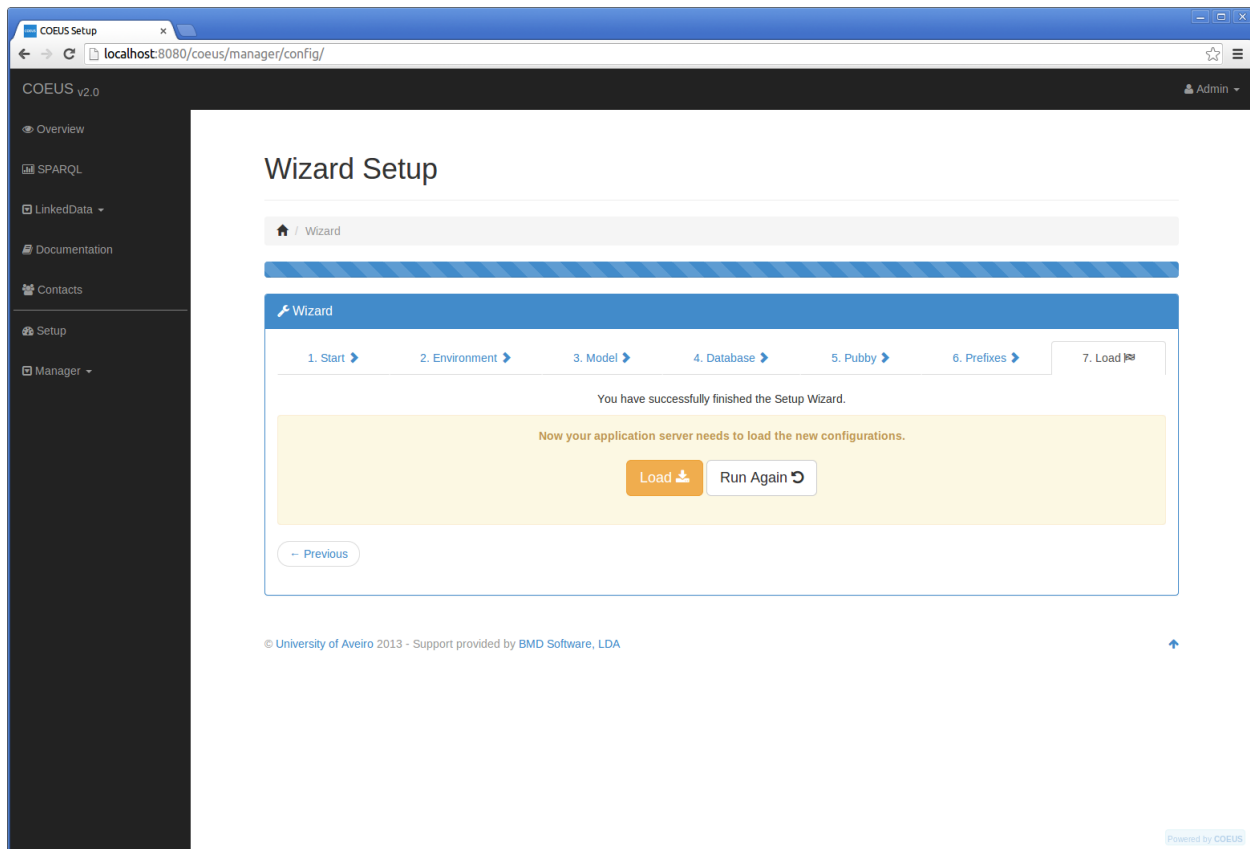 COEUS Setup
localhost:8080/coeus/manager/config/
COEUS v2.0
Admin
Overview
SPARQL
LinkedData
Documentation
Contacts
Setup
Manager
Wizard Setup
/ Wizard
Wizard
1. Start 2. Environment 3. Model 4. Database 5. Pubby 6. Prefixes 7. Load
You have successfully finished the Setup Wizard.
Now your application server needs to load the new configurations.
Load Run Again
← Previous
© University of Aveiro 2013 - Support provided by BMD Software, LDA
Powered by COEUS